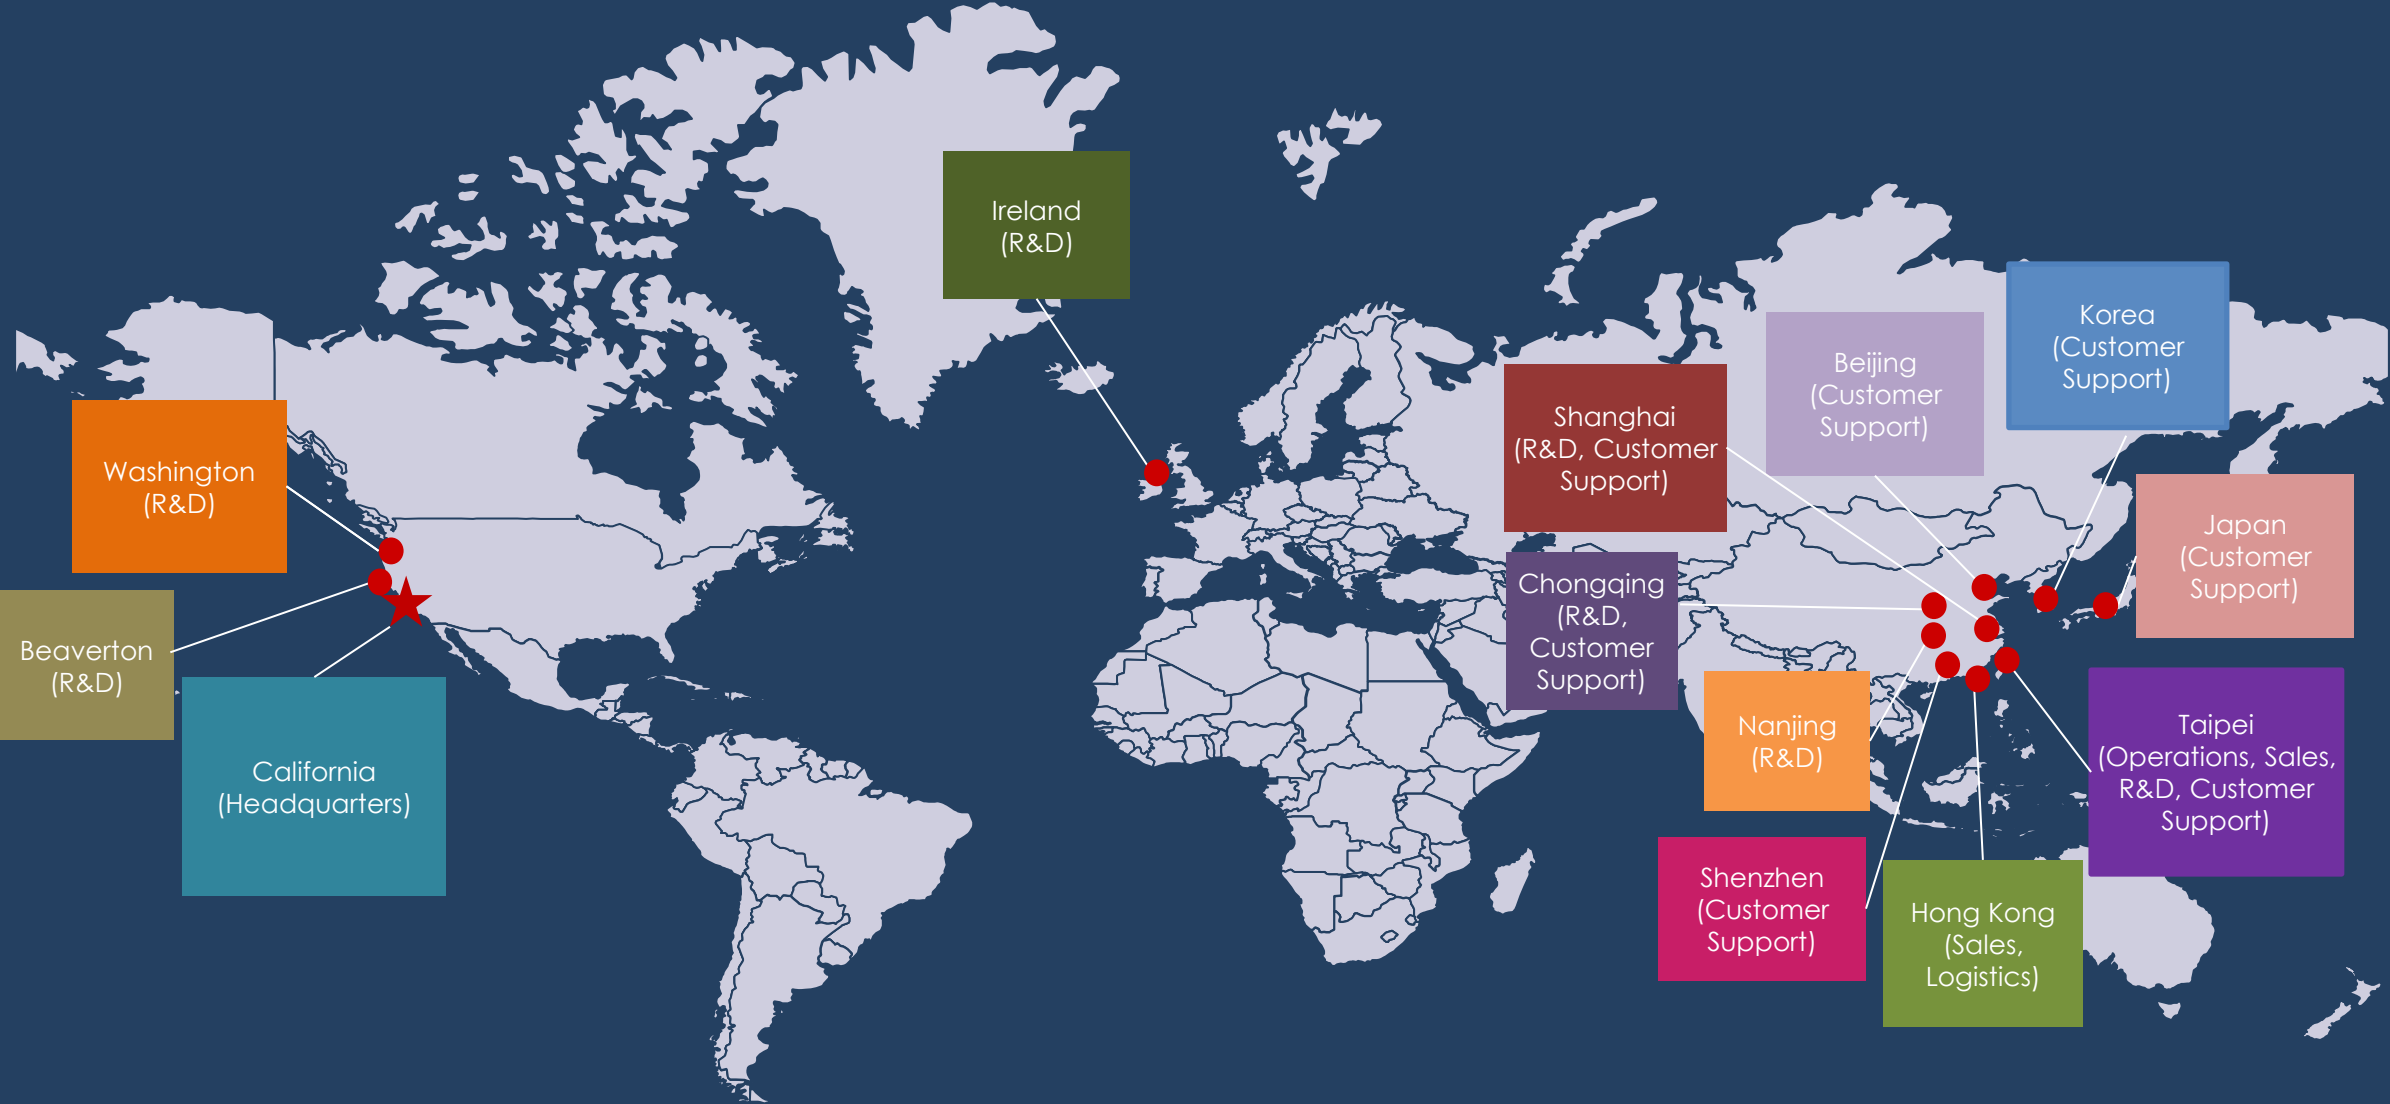 Ireland
(R&D)
Korea
(Customer
Support)
Beijing
(Customer
Support)
Shanghai
(R&D, Customer
Support)
Washington
(R&D)
Japan
(Customer
Support)
Chongqing
(R&D,
Customer
Support)
Beaverton
(R&D)
California
(Headquarters)
Nanjing
(R&D)
Taipei
(Operations, Sales,
R&D, Customer
Support)
Shenzhen
(Customer
Support)
Hong Kong
(Sales,
Logistics)